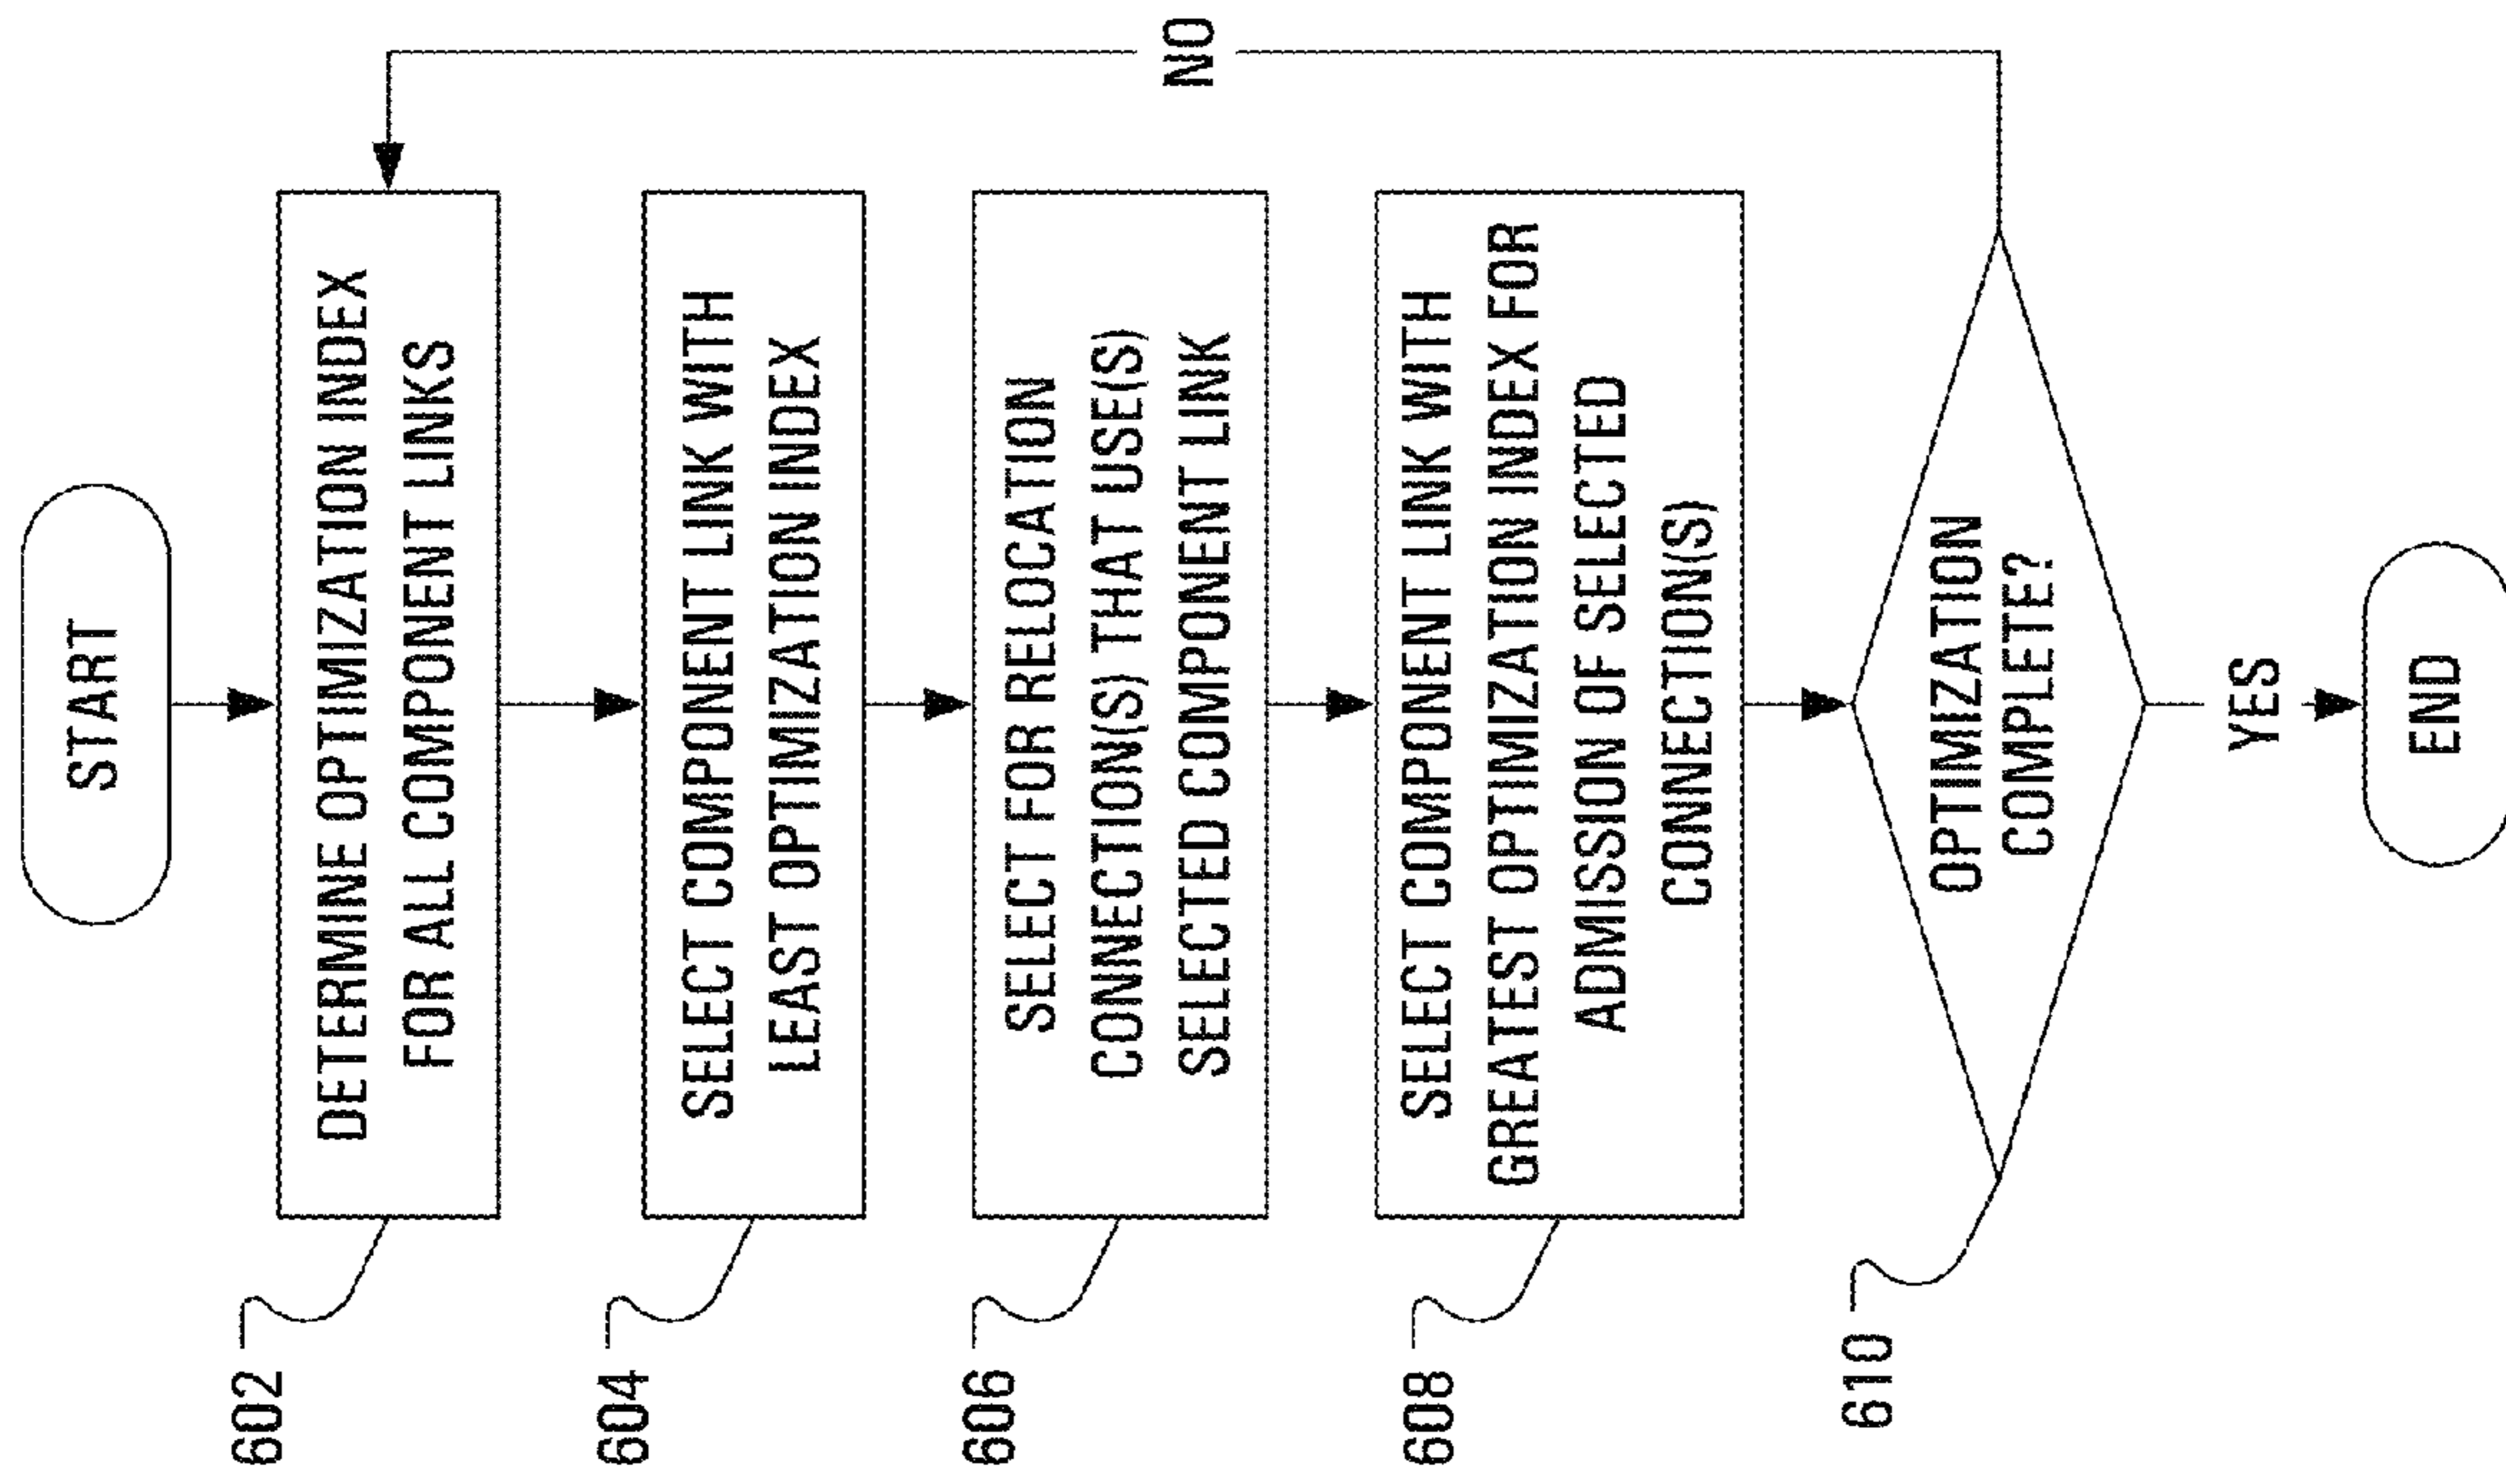 START
602
DETERMINE OPTIMIZATION INDEX
FOR ALL COMPONENT LINKS
604
SELECT COMPONENT LINK WITH
LEAST OPTIMIZATION INDEX
606
SELECT FOR RELOCATION
CONNECTION(S) THAT USE(S)
SELECTED COMPONENT LINK
608
SELECT COMPONENT LINK WITH
GREATEST OPTIMIZATION INDEX FOR
ADMISSION OF SELECTED
CONNECTION(S)
610
OPTIMIZATION
COMPLETE?
NO
YES
END